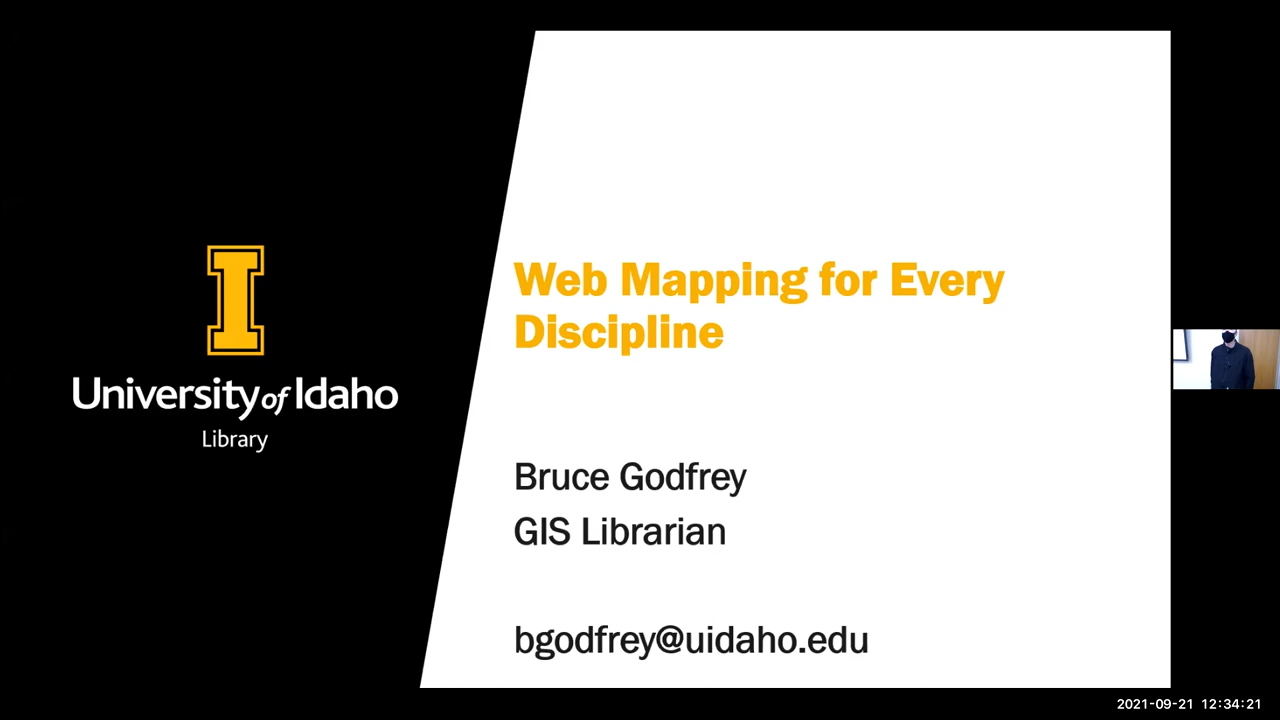 University of Idaho
Library
Web Mapping for Every
Discipline
Bruce Godfrey
GIS Librarian
bgodfrey@uidaho.edu
2021-09-21 12:34:21